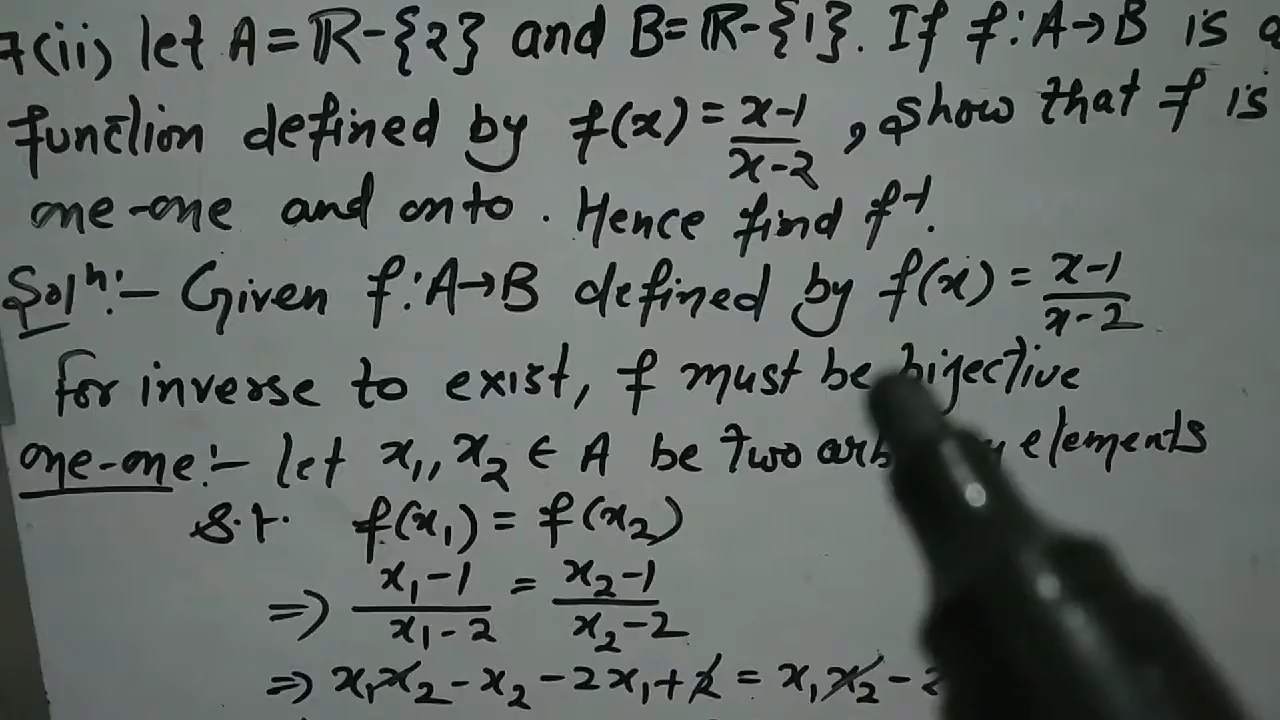 7(ii) let A = ℝ-{2} and B = ℝ-{1}. If f: A→B is a
function defined by f(x) = x-1/x-2, show that f is
one-one and onto. Hence find f⁻¹.
Solⁿ:- Given f: A→B defined by f(x) = x-1/x-2
for inverse to exist, f must be bijective
one-one:- let x₁, x₂ ∈ A be two elements
s.t. f(x₁) = f(x₂)
⇒ x₁-1/x₁-2 = x₂-1/x₂-2
⇒ x₁x₂ - x₂ - 2x₁ + 2 = x₁x₂ -